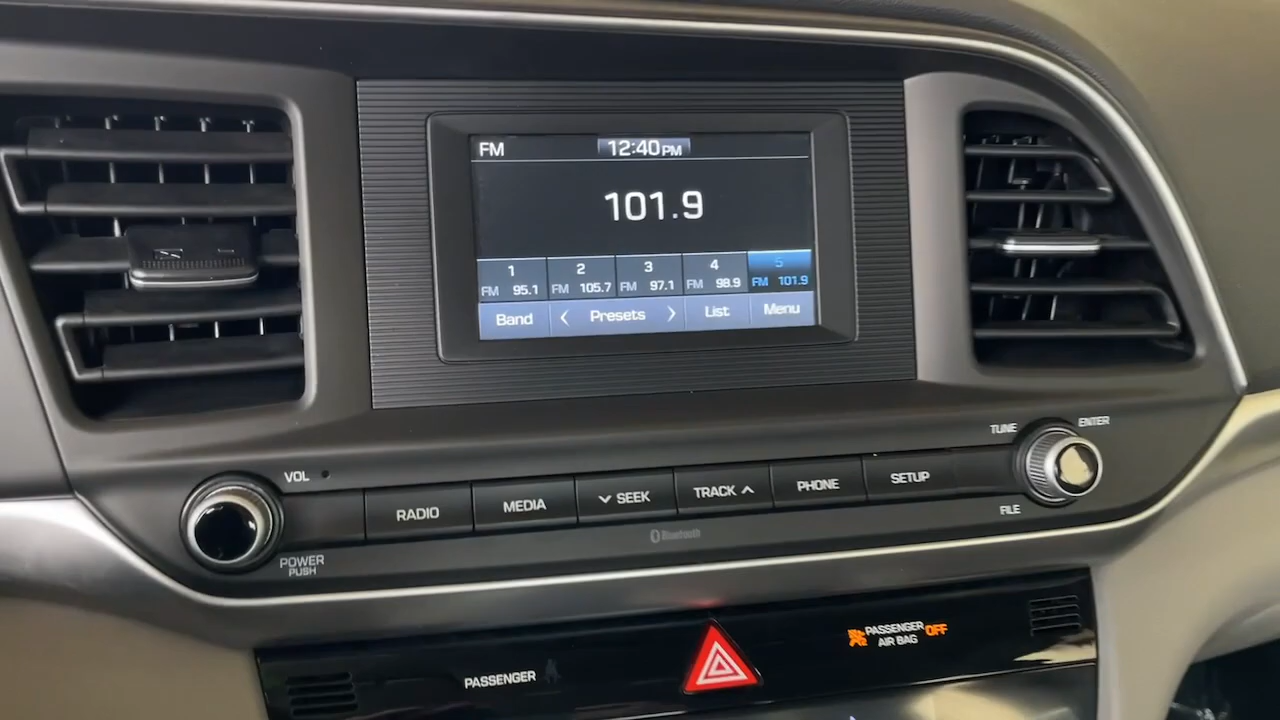 FM 12:40 PM
101.9
1 2 3 4 5
FM 95.1 FM 105.7 FM 97.1 FM 98.9 FM 101.9
Band < Presets > List Menu
TUNE ENTER
VOL
RADIO MEDIA SEEK TRACK PHONE SETUP
FILE
Bluetooth
POWER
PUSH
PASSENGER
AIR BAG OFF
PASSENGER